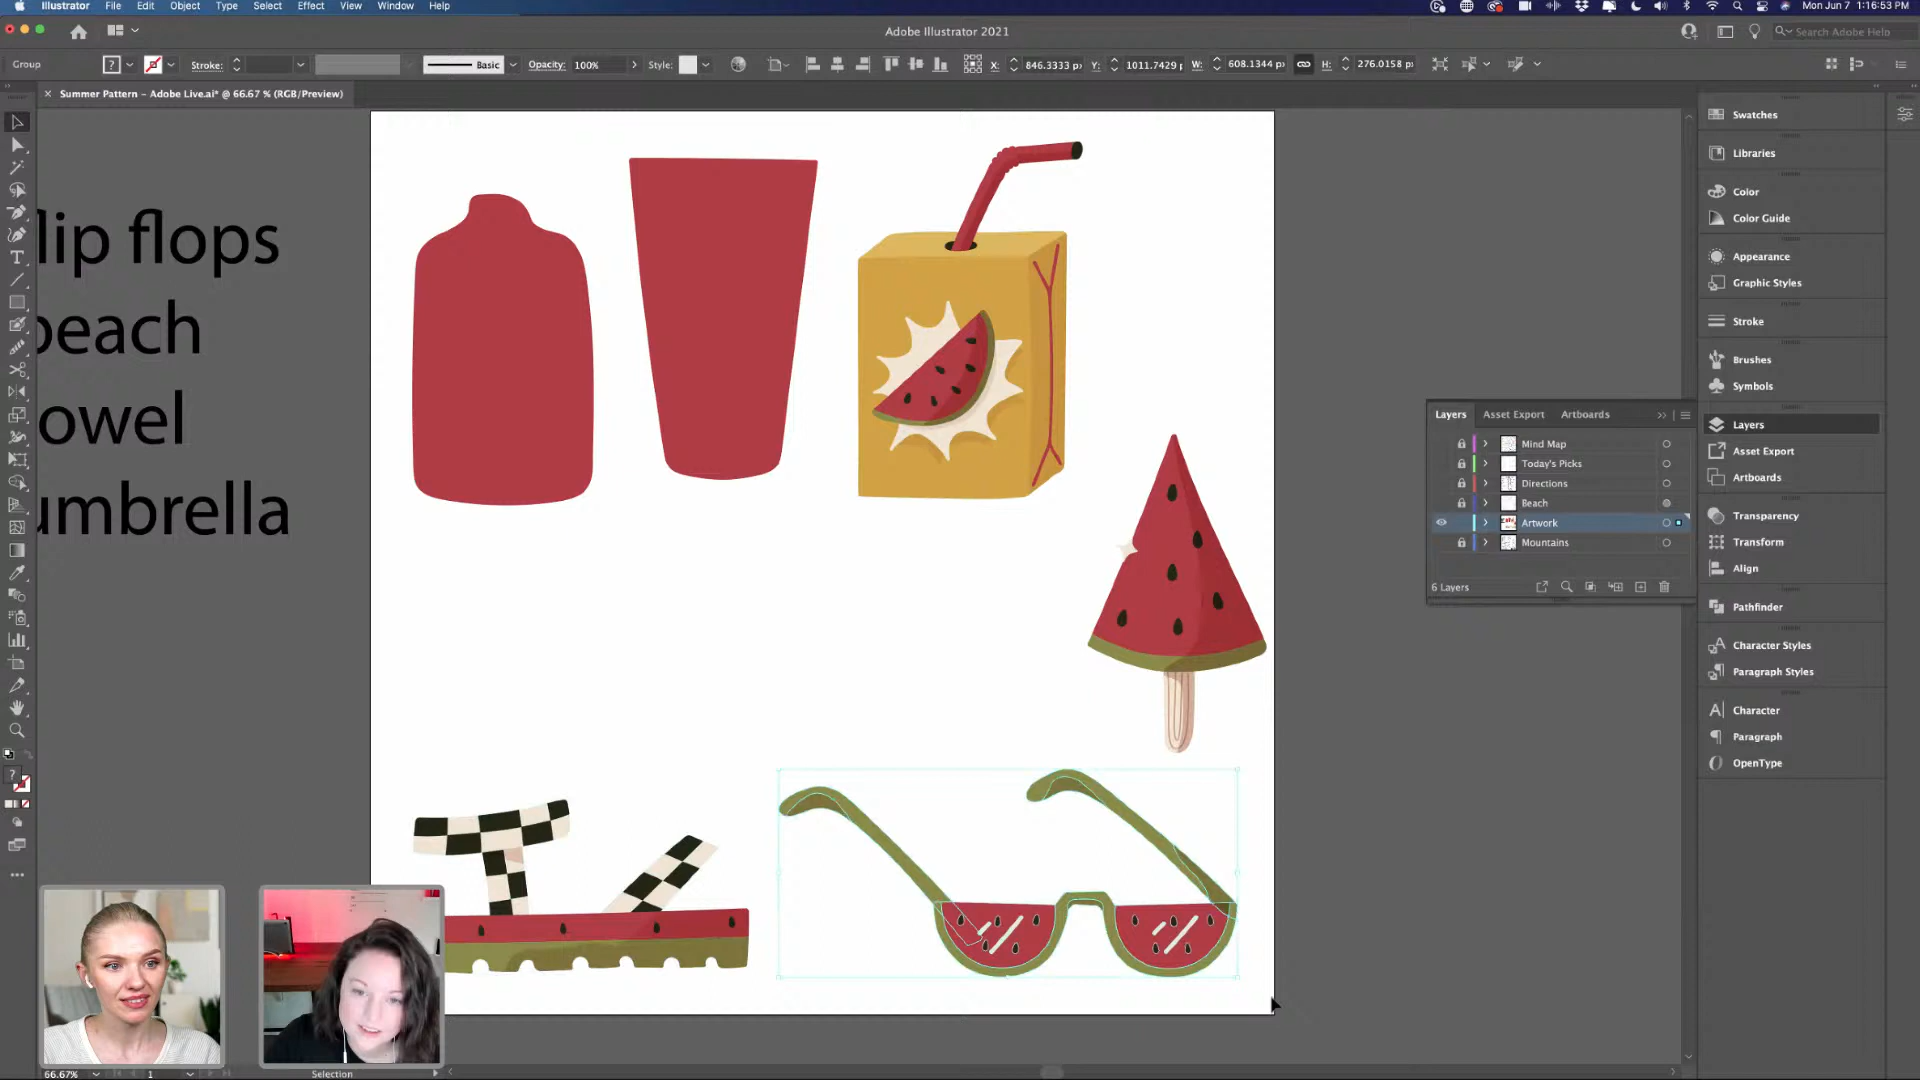 Illustrator File Edit Object Type Select Effect View Window Help
Mon Jun 7 1:16:53 PM
Adobe Illustrator 2021
Search Adobe Help
Group
Stroke:
Basic
Opacity: 100%
Style:
X: 846.3333 px
Y: 1011.7429
W: 608.1344 px
H: 276.0158 px
× Summer Pattern – Adobe Live.ai* @ 66.67 % (RGB/Preview)
lip flops
beach
owel
umbrella
Layers Asset Export Artboards
Mind Map
Today's Picks
Directions
Beach
Artwork
Mountains
6 Layers
Swatches
Libraries
Color
Color Guide
Appearance
Graphic Styles
Stroke
Brushes
Symbols
Layers
Asset Export
Artboards
Transparency
Transform
Align
Pathfinder
Character Styles
Paragraph Styles
Character
Paragraph
OpenType
66.67%
1
Selection